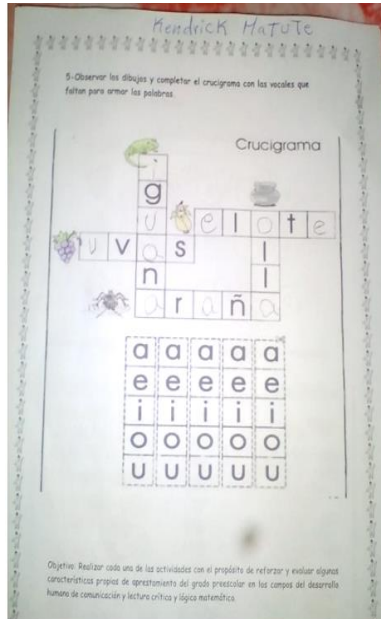 Kendrick Matute
5-Observar los dibujos y completar el crucigrama con las vocales que
faltan para armar las palabras.
Crucigrama
i
g
u e l o t e
u v a s l
n l
a r a ñ a
a a a a a
e e e e e
i i i i i
o o o o o
u u u u u
Objetivo: Realizar cada una de las actividades con el propósito de reforzar y evaluar algunas
características propias de aprestamiento del grado preescolar en los campos del desarrollo
humano de comunicación y lectura crítica y lógica matemática.